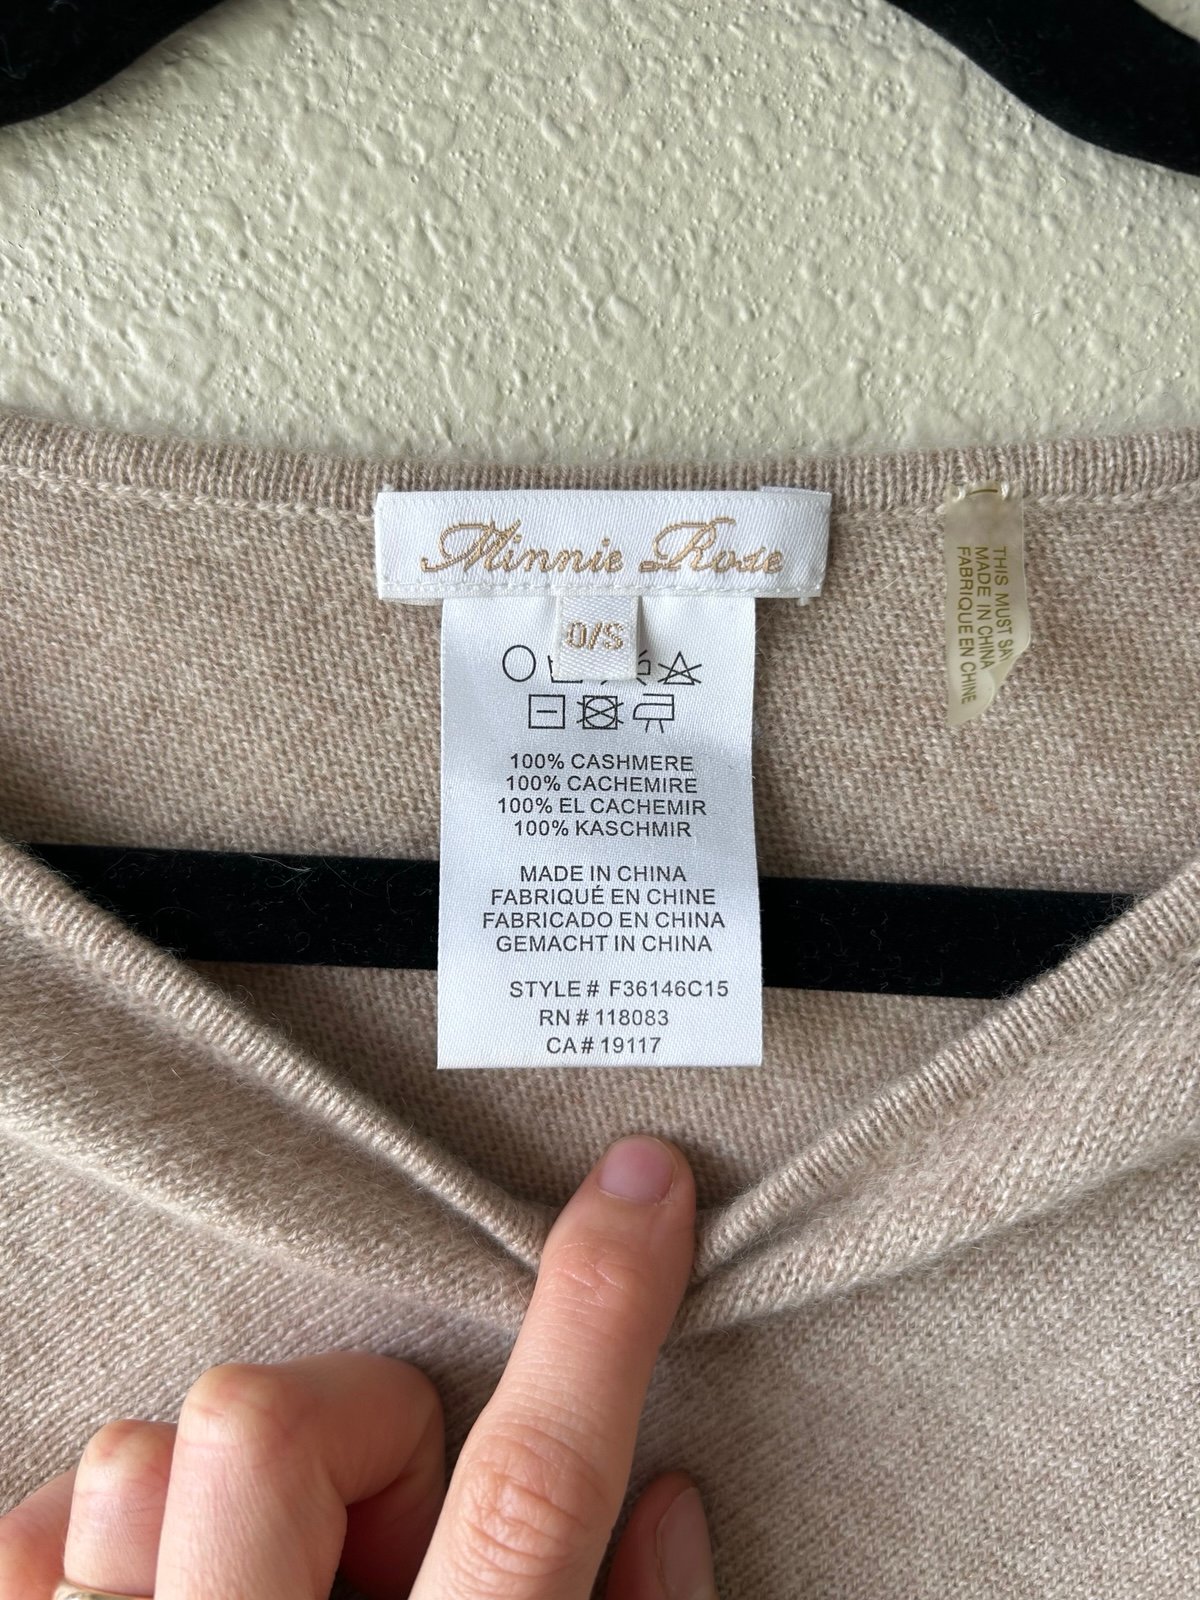 Minnie Rose
O/S
100% CASHMERE
100% CACHEMIRE
100% EL CACHEMIR
100% KASCHMIR
MADE IN CHINA
FABRIQUÉ EN CHINE
FABRICADO EN CHINA
GEMACHT IN CHINA
STYLE # F36146C15
RN # 118083
CA # 19117
THIS MUST
MADE IN CHINA
FABRIQUE EN CHINE